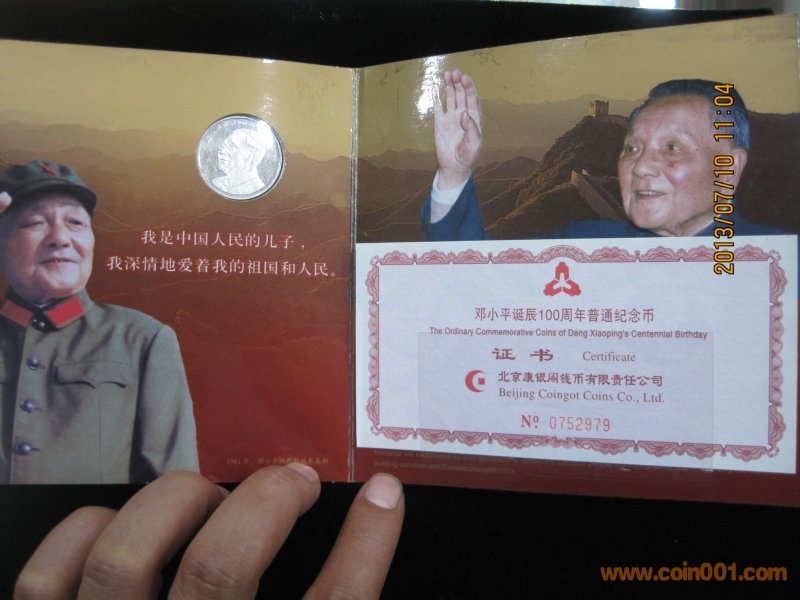 我是中国人民的儿子，
我深情地爱着我的祖国和人民。
2013/07/10 11:04
邓小平诞辰100周年普通纪念币
The Ordinary Commemorative Coins of Deng Xiaoping's Centennial Birthday
证书 Certificate
北京康银阁钱币有限责任公司
Beijing Coingot Coins Co., Ltd.
No 0752979
www.coin001.com